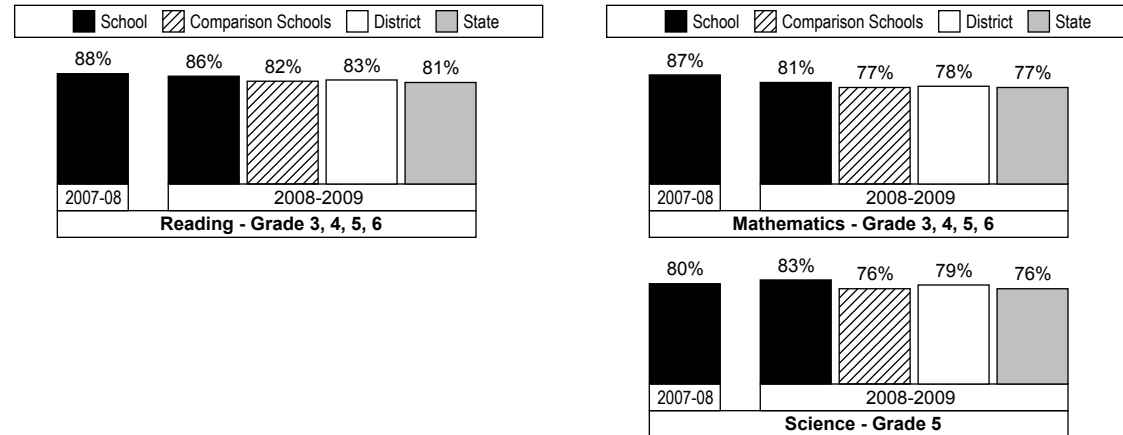 School Comparison Schools District State
88% 86% 82% 83% 81%
2007-08 2008-2009
Reading - Grade 3, 4, 5, 6
School Comparison Schools District State
87% 81% 77% 78% 77%
2007-08 2008-2009
Mathematics - Grade 3, 4, 5, 6
80% 83% 76% 79% 76%
2007-08 2008-2009
Science - Grade 5